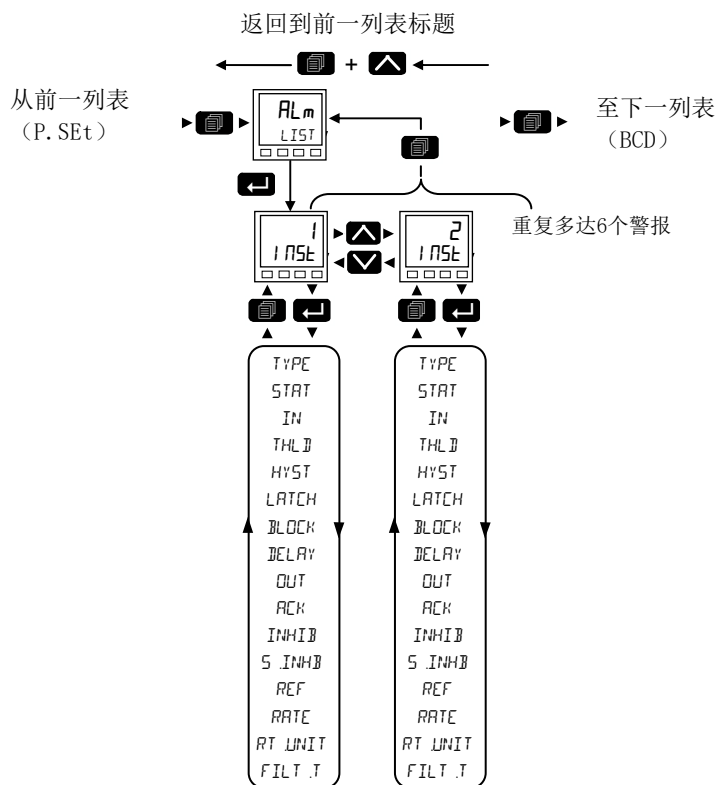 返回到前一列表标题
+
从前一列表
（P.SEt）
ALm
LIST
至下一列表
（BCD）
1
INSt
2
INSt
重复多达6个警报
TYPE
STAT
IN
THLD
HYST
LATCH
BLOCK
DELAY
OUT
ACK
INHIB
S.INHB
REF
RATE
RT.UNIT
FILT.T
TYPE
STAT
IN
THLD
HYST
LATCH
BLOCK
DELAY
OUT
ACK
INHIB
S.INHB
REF
RATE
RT.UNIT
FILT.T